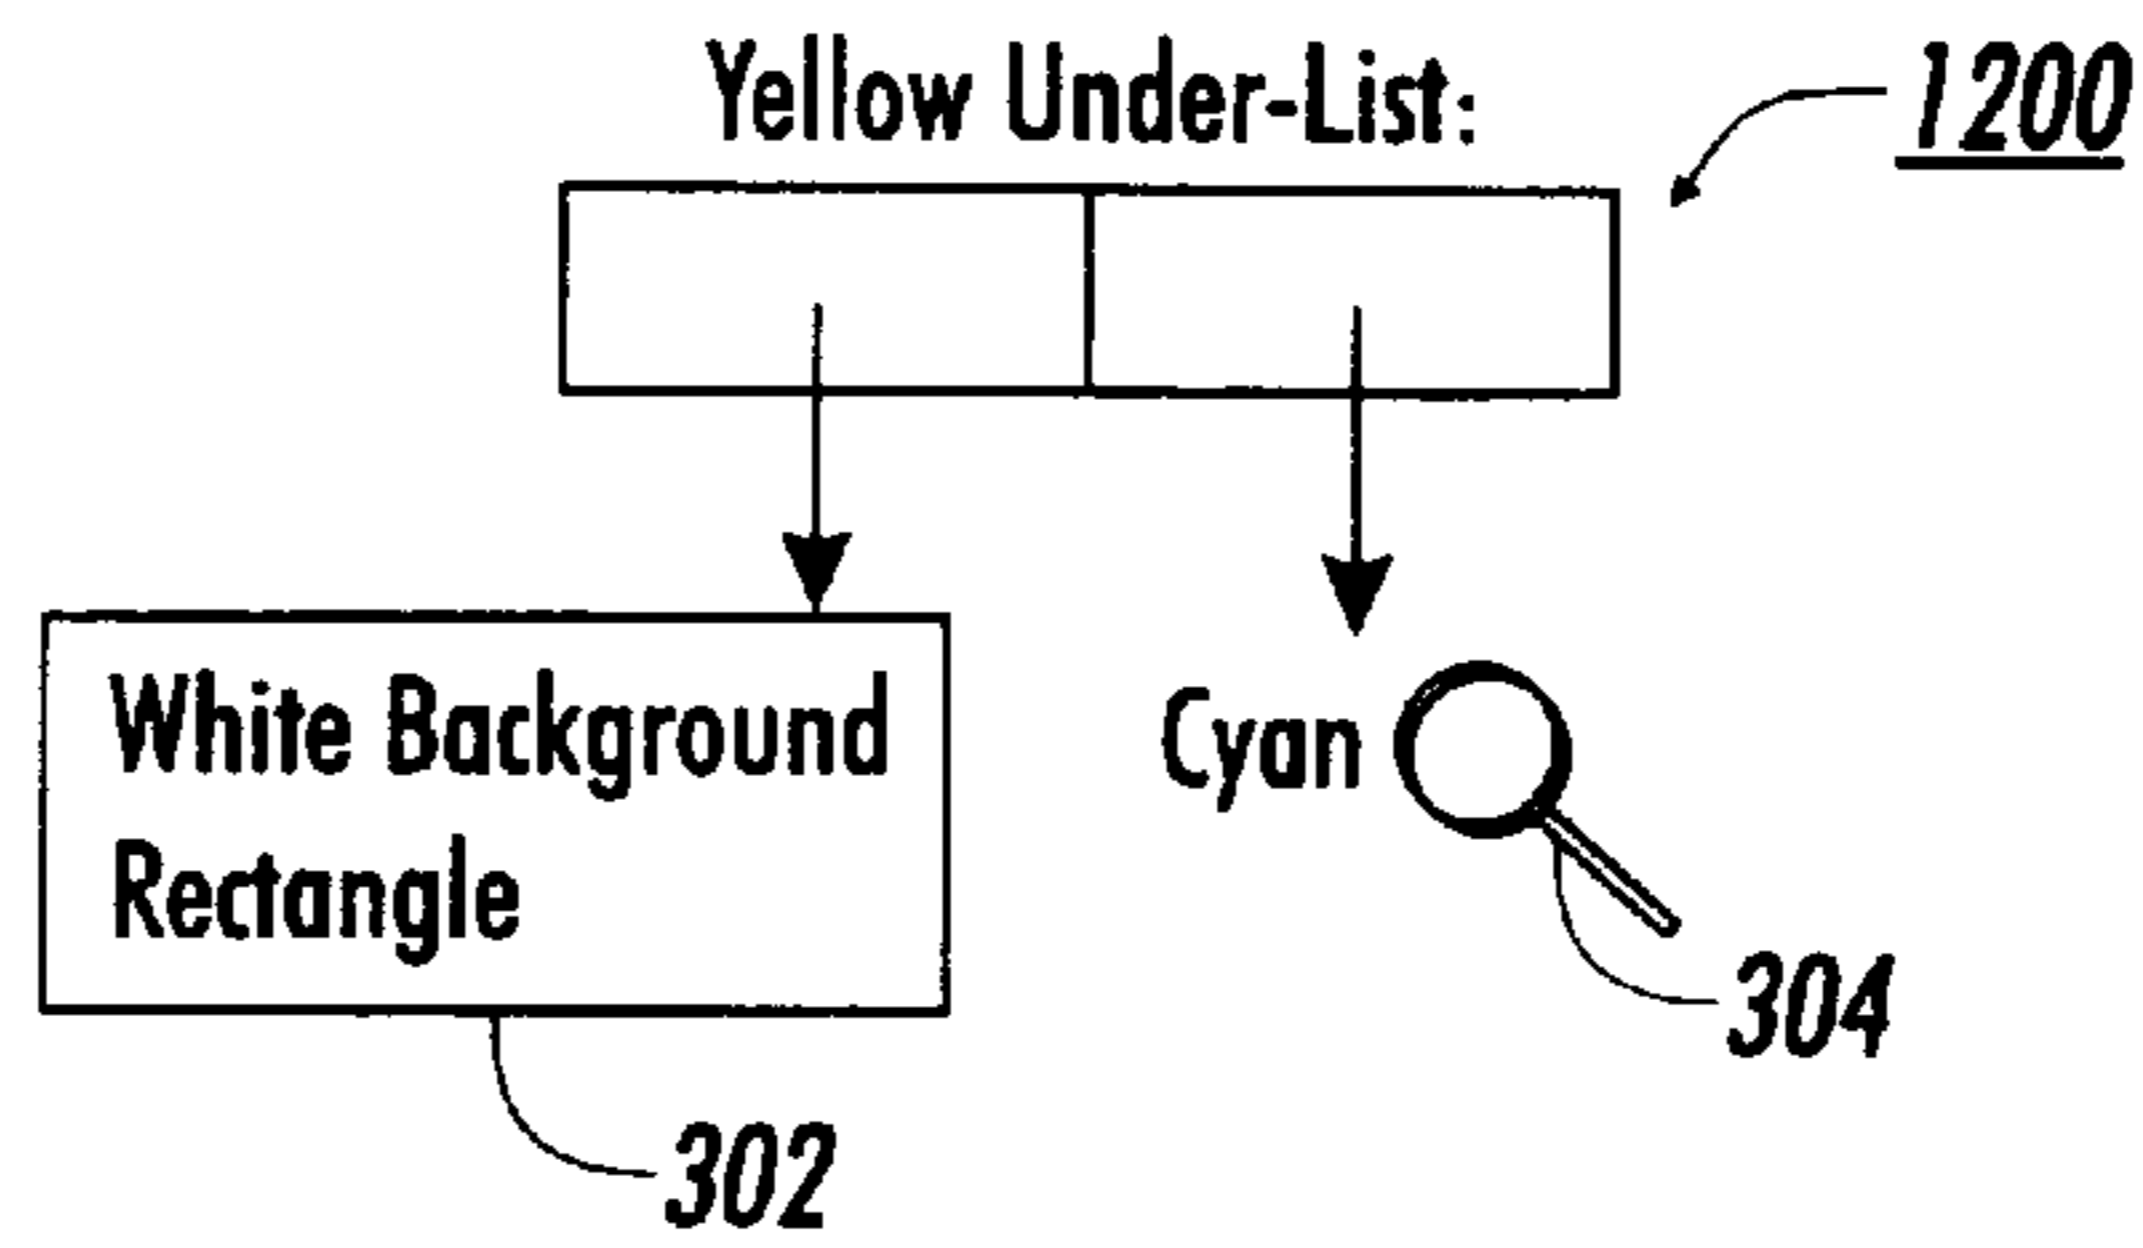 Yellow Under-List:
1200
White Background
Rectangle
Cyan
304
302